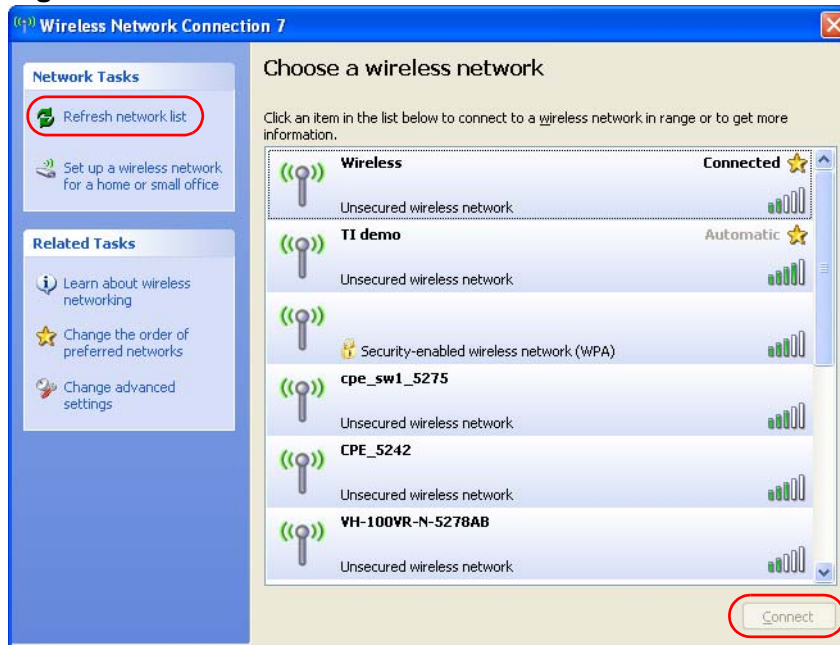 Wireless Network Connection 7
Network Tasks
Refresh network list
Set up a wireless network
for a home or small office
Related Tasks
Learn about wireless
networking
Change the order of
preferred networks
Change advanced
settings
Choose a wireless network
Click an item in the list below to connect to a wireless network in range or to get more
information.
Wireless
Connected
Unsecured wireless network
TI demo
Automatic
Unsecured wireless network
Security-enabled wireless network (WPA)
cpe_sw1_5275
Unsecured wireless network
CPE_5242
Unsecured wireless network
VH-100VR-N-5278AB
Unsecured wireless network
Connect